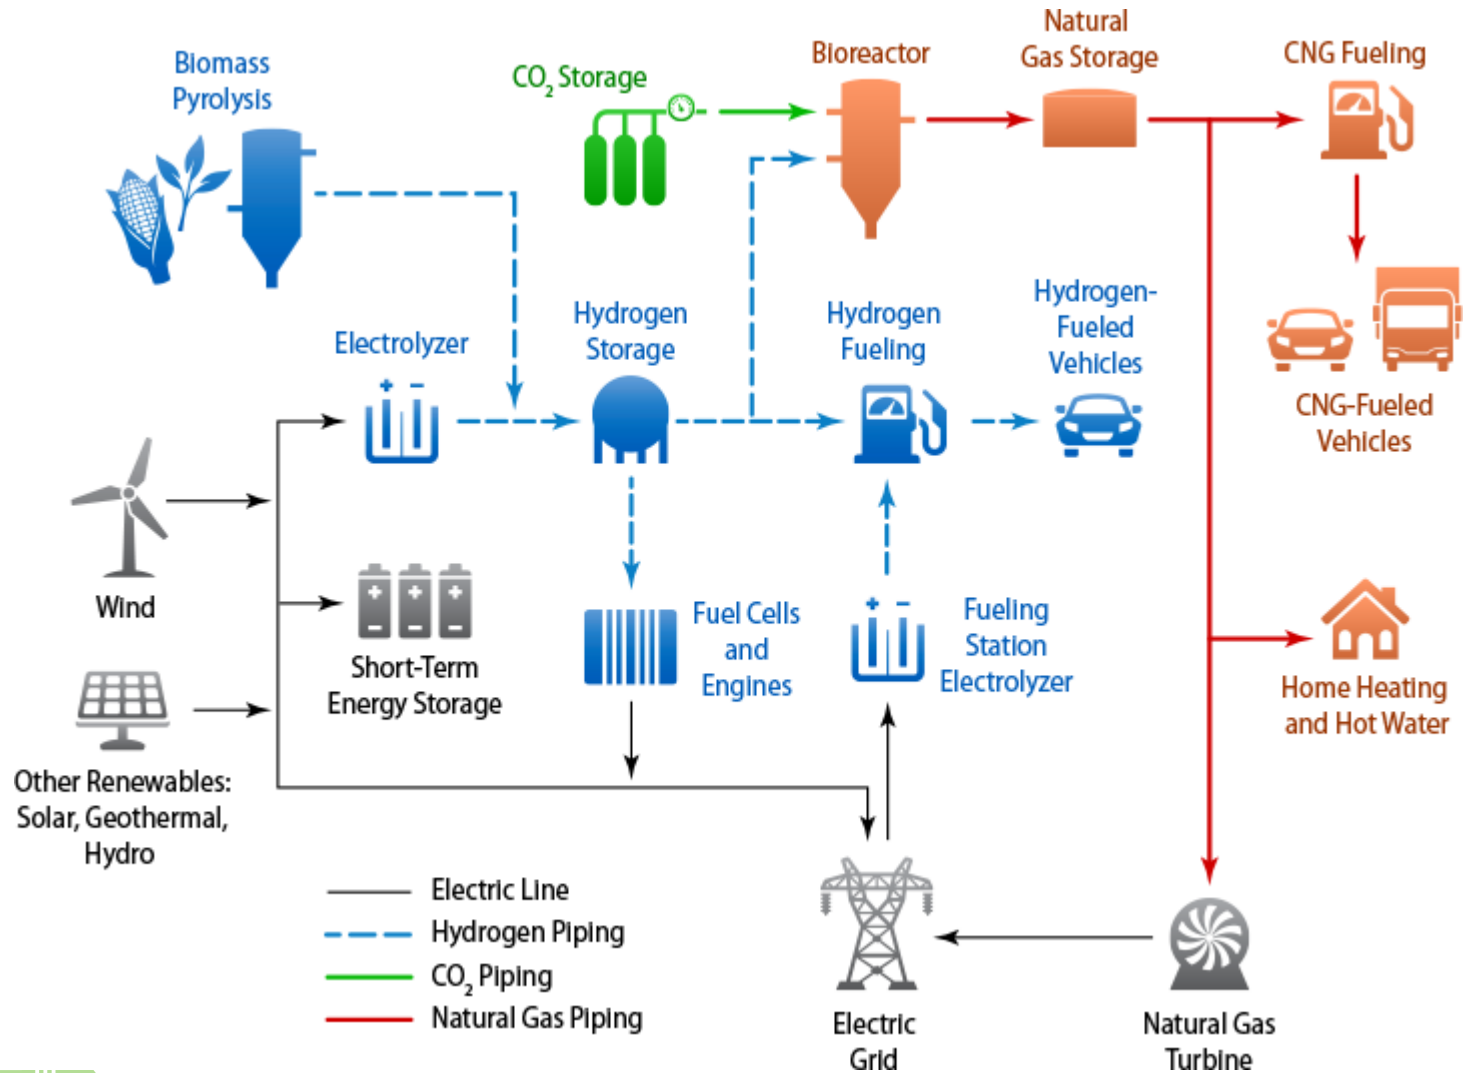 Biomass
Pyrolysis
CO₂ Storage
Bioreactor
Natural
Gas Storage
CNG Fueling
Electrolyzer
Hydrogen
Storage
Hydrogen
Fueling
Hydrogen-
Fueled
Vehicles
CNG-Fueled
Vehicles
Wind
Short-Term
Energy Storage
Fuel Cells
and
Engines
Fueling
Station
Electrolyzer
Home Heating
and Hot Water
Other Renewables:
Solar, Geothermal,
Hydro
Electric Line
Hydrogen Piping
CO₂ Piping
Natural Gas Piping
Electric
Grid
Natural Gas
Turbine